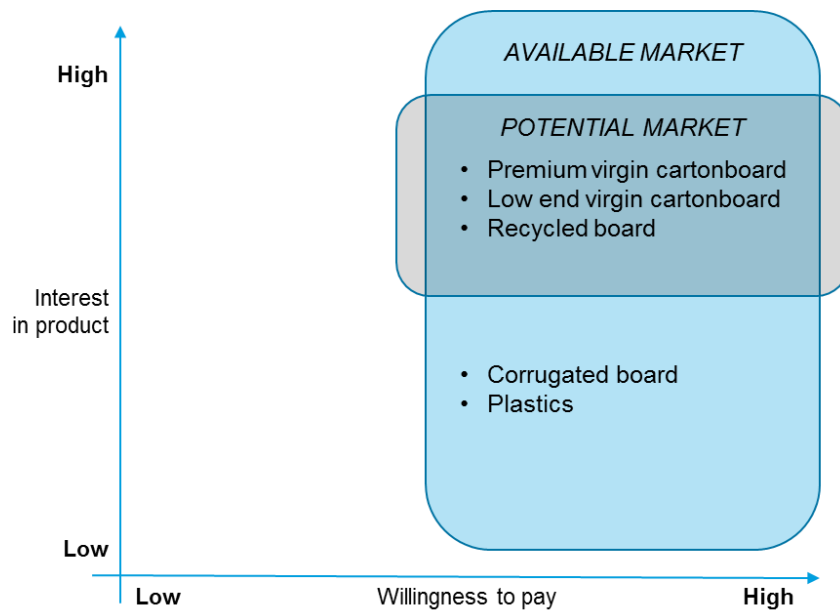 AVAILABLE MARKET
High
POTENTIAL MARKET
• Premium virgin cartonboard
• Low end virgin cartonboard
• Recycled board
Interest
in product
• Corrugated board
• Plastics
Low
Low
Willingness to pay
High